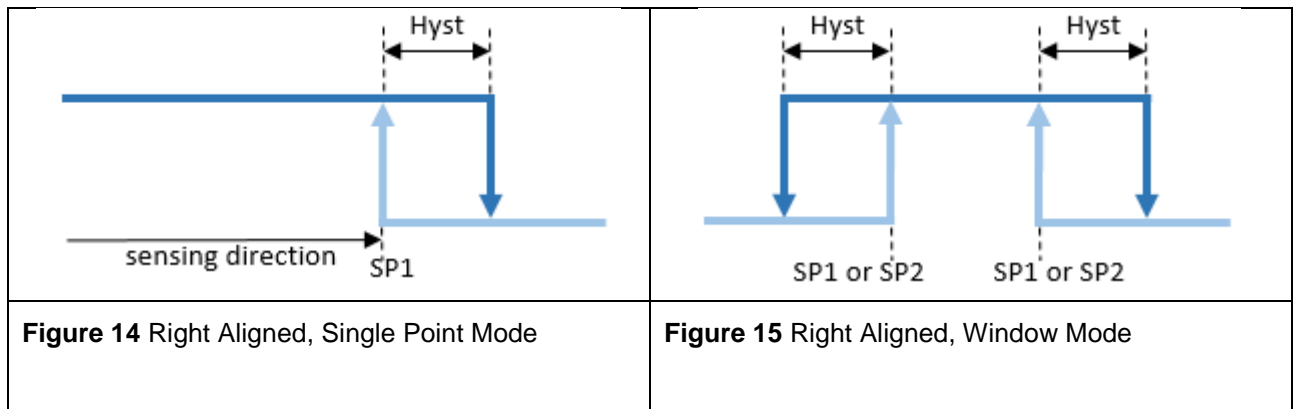 Hyst
sensing direction
SP1
Hyst
Hyst
SP1 or SP2
SP1 or SP2
Figure 14 Right Aligned, Single Point Mode
Figure 15 Right Aligned, Window Mode